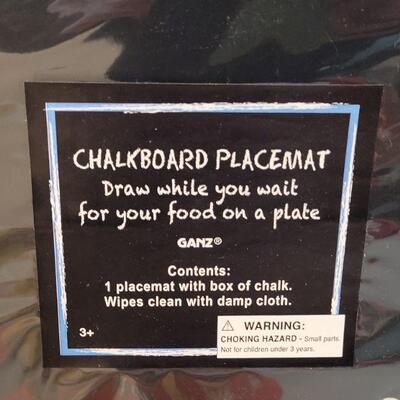 CHALKBOARD PLACEMAT
Draw while you wait
for your food on a plate
GANZ®
Contents:
1 placemat with box of chalk.
Wipes clean with damp cloth.
3+
⚠ WARNING:
CHOKING HAZARD - Small parts.
Not for children under 3 years.